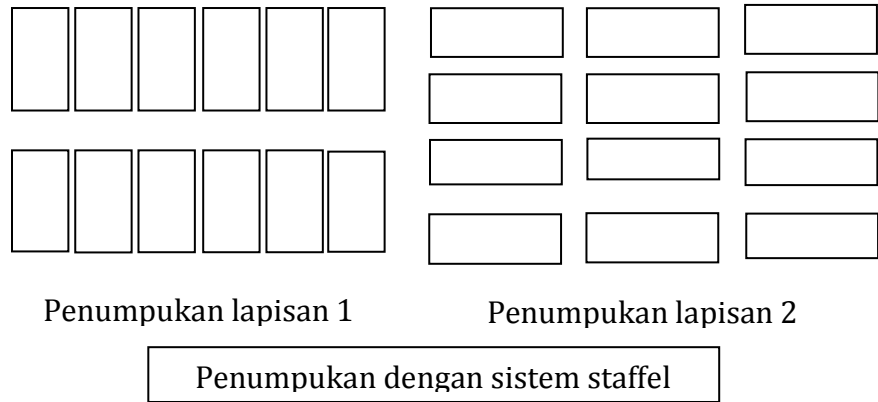 Penumpukan lapisan 1
Penumpukan lapisan 2
Penumpukan dengan sistem staffel